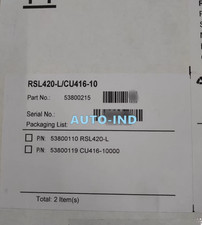 RSL420-L/CU416-10
Part No.: 53800215
AUTO-IND
Serial No.:
Packaging List:
P/N: 53800110 RSL420-L
P/N: 53800119 CU416-10000
Total: 2 Item(s)